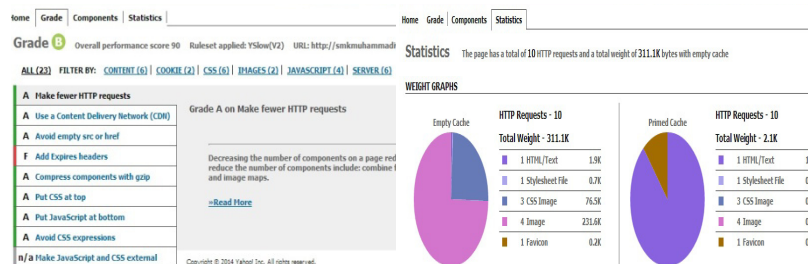 Home Grade Components Statistics
Grade B Overall performance score 90 Ruleset applied: YSlow(V2) URL: http://smkmuhammadi
ALL (23) FILTER BY: CONTENT (6) | COOKIE (2) | CSS (6) | IMAGES (2) | JAVASCRIPT (4) | SERVER (6)
A Make fewer HTTP requests
A Use a Content Delivery Network (CDN)
A Avoid empty src or href
F Add Expires headers
A Compress components with gzip
A Put CSS at top
A Put JavaScript at bottom
A Avoid CSS expressions
n/a Make JavaScript and CSS external
Grade A on Make fewer HTTP requests
Decreasing the number of components on a page red
reduce the number of components include: combine
and image maps.
»Read More
Copyright © 2014 Yahoo! Inc. All rights reserved.
Home Grade Components Statistics
Statistics The page has a total of 10 HTTP requests and a total weight of 311.1K bytes with empty cache
WEIGHT GRAPHS
Empty Cache
HTTP Requests - 10
Total Weight - 311.1K
1 HTML/Text 1.9K
1 Stylesheet File 0.7K
3 CSS Image 76.5K
4 Image 231.6K
1 Favicon 0.2K
Primed Cache
HTTP Requests - 10
Total Weight - 2.1K
1 HTML/Text 1
1 Stylesheet File 0
3 CSS Image 0
4 Image 0
1 Favicon 0